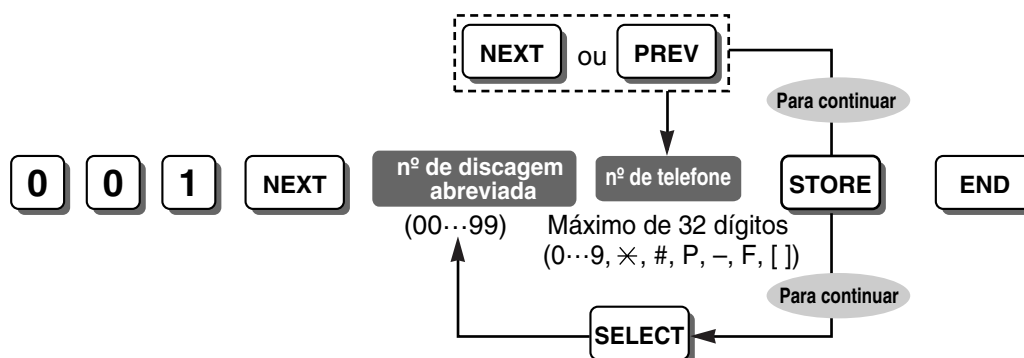 NEXT ou PREV
Para continuar
0 0 1 NEXT nº de discagem abreviada nº de telefone STORE END
(00···99) Máximo de 32 dígitos
(0···9, ✳, #, P, –, F, [ ])
Para continuar
SELECT